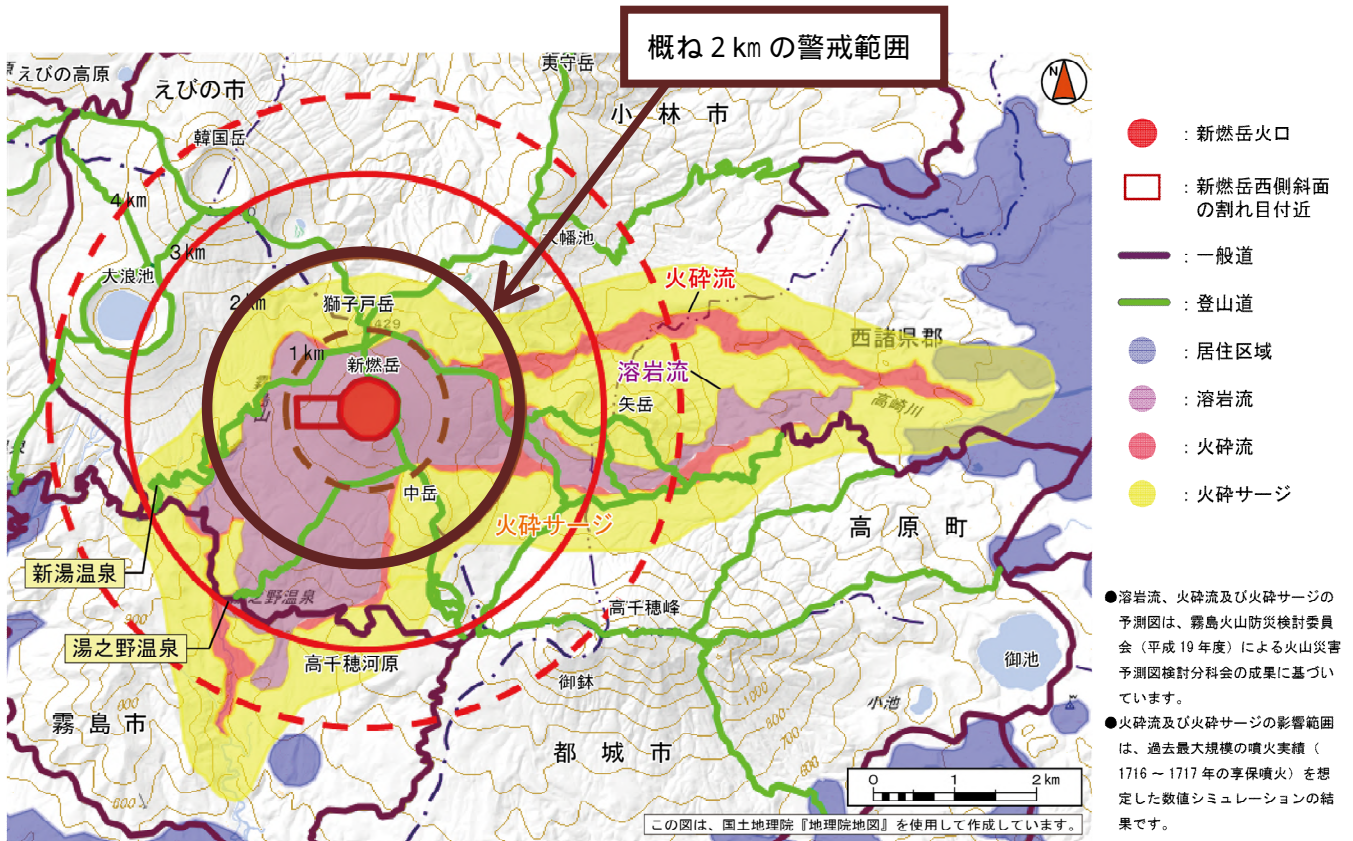 概ね2㎞の警戒範囲
えびの高原
えびの市
夷守岳
小林市
N
韓国岳
4km
3km
大浪池
2km
獅子戸岳
1km
新燃岳
火砕流
西諸県郡
溶岩流
矢岳
高崎川
中岳
火砕サージ
高原町
新湯温泉
湯之野温泉
高千穂河原
高千穂峰
御鉢
御池
小池
霧島市
都城市
900
800
1000
800
700
600
0 1 2km
この図は、国土地理院『地理院地図』を使用して作成しています。
：新燃岳火口
：新燃岳西側斜面
の割れ目付近
：一般道
：登山道
：居住区域
：溶岩流
：火砕流
：火砕サージ
●溶岩流、火砕流及び火砕サージの
予測図は、霧島火山防災検討委員
会（平成19年度）による火山災害
予測図検討分科会の成果に基づい
ています。
●火砕流及び火砕サージの影響範囲
は、過去最大規模の噴火実績（
1716～1717年の享保噴火）を想
定した数値シミュレーションの結
果です。